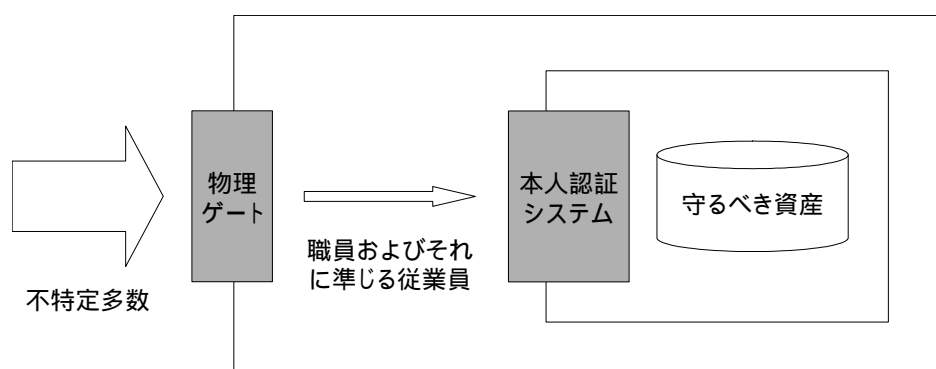 不特定多数
物理
ゲート
職員およびそれ
に準じる従業員
本人認証
システム
守るべき資産